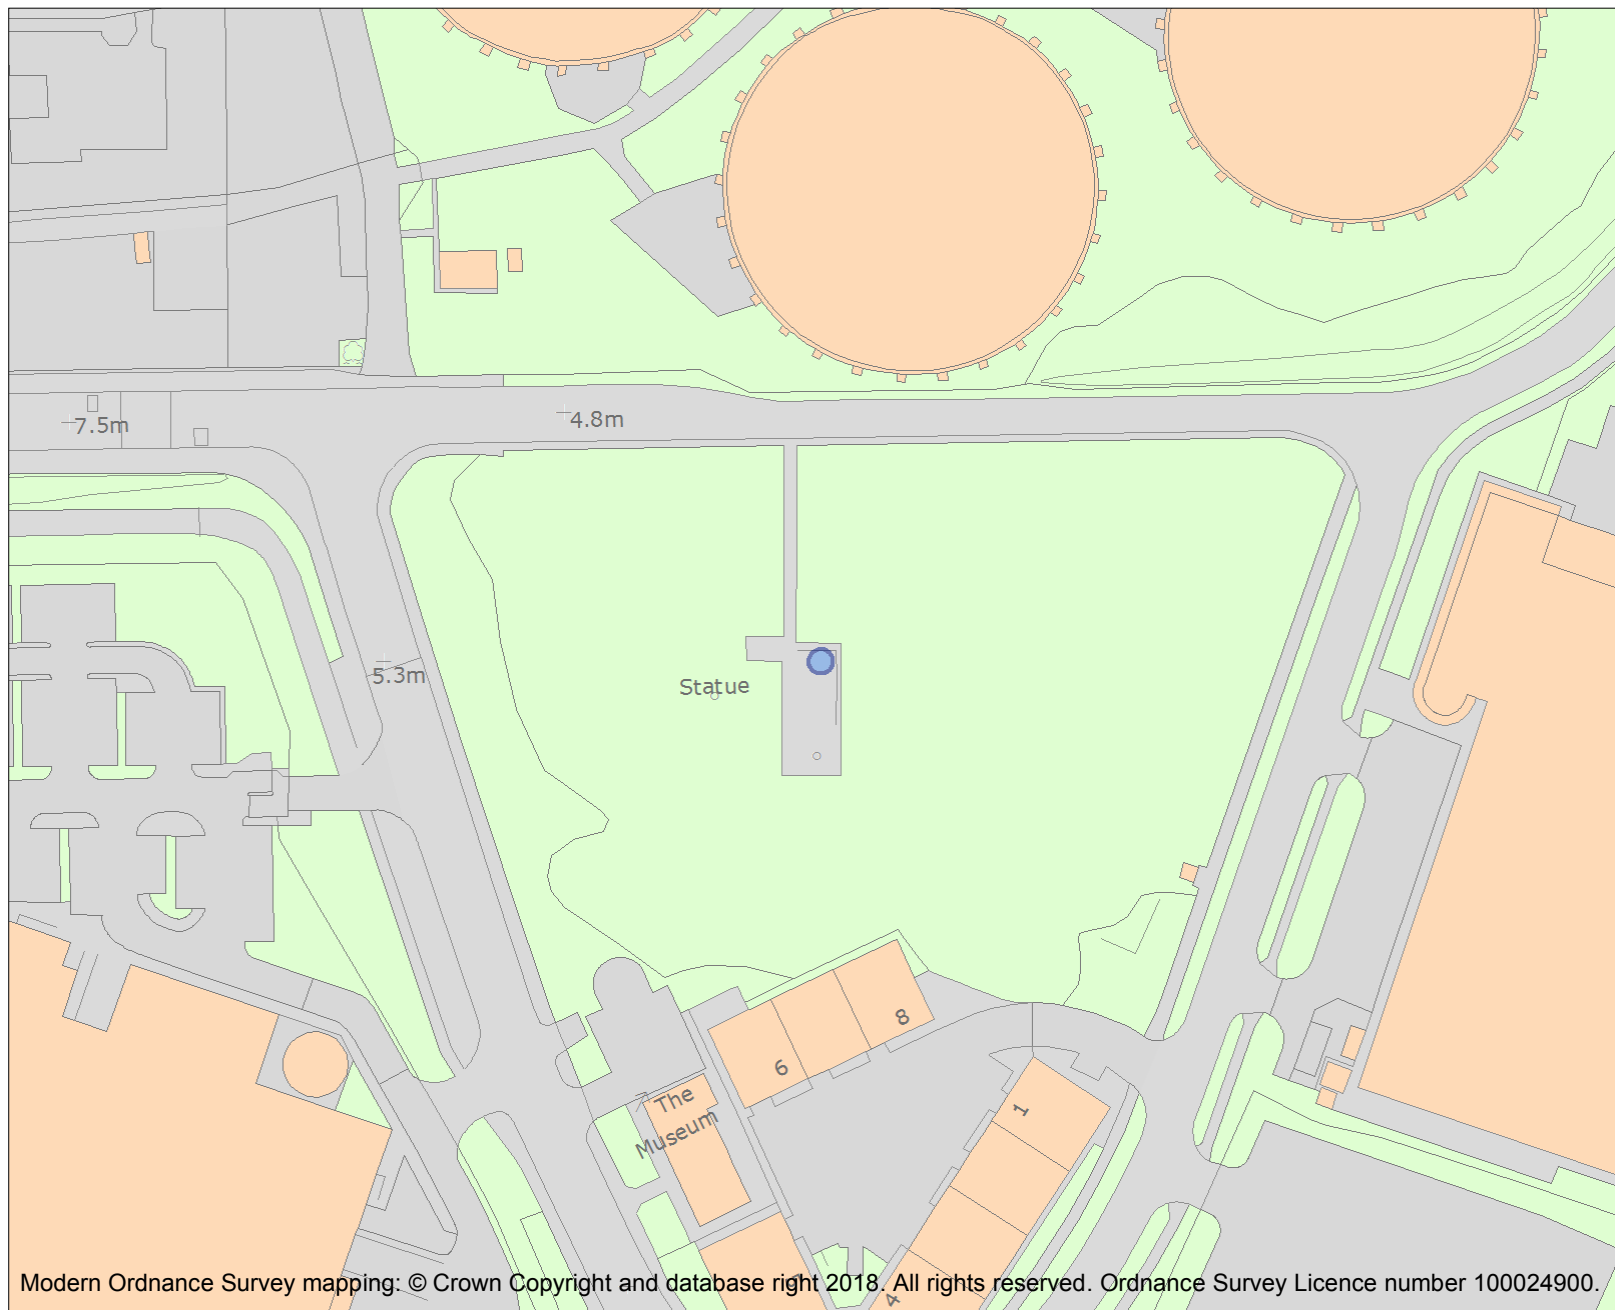 7.5m
4.8m
5.3m
Statue
8
6
The
Museum
1
4
Modern Ordnance Survey mapping: © Crown Copyright and database right 2018. All rights reserved. Ordnance Survey Licence number 100024900.